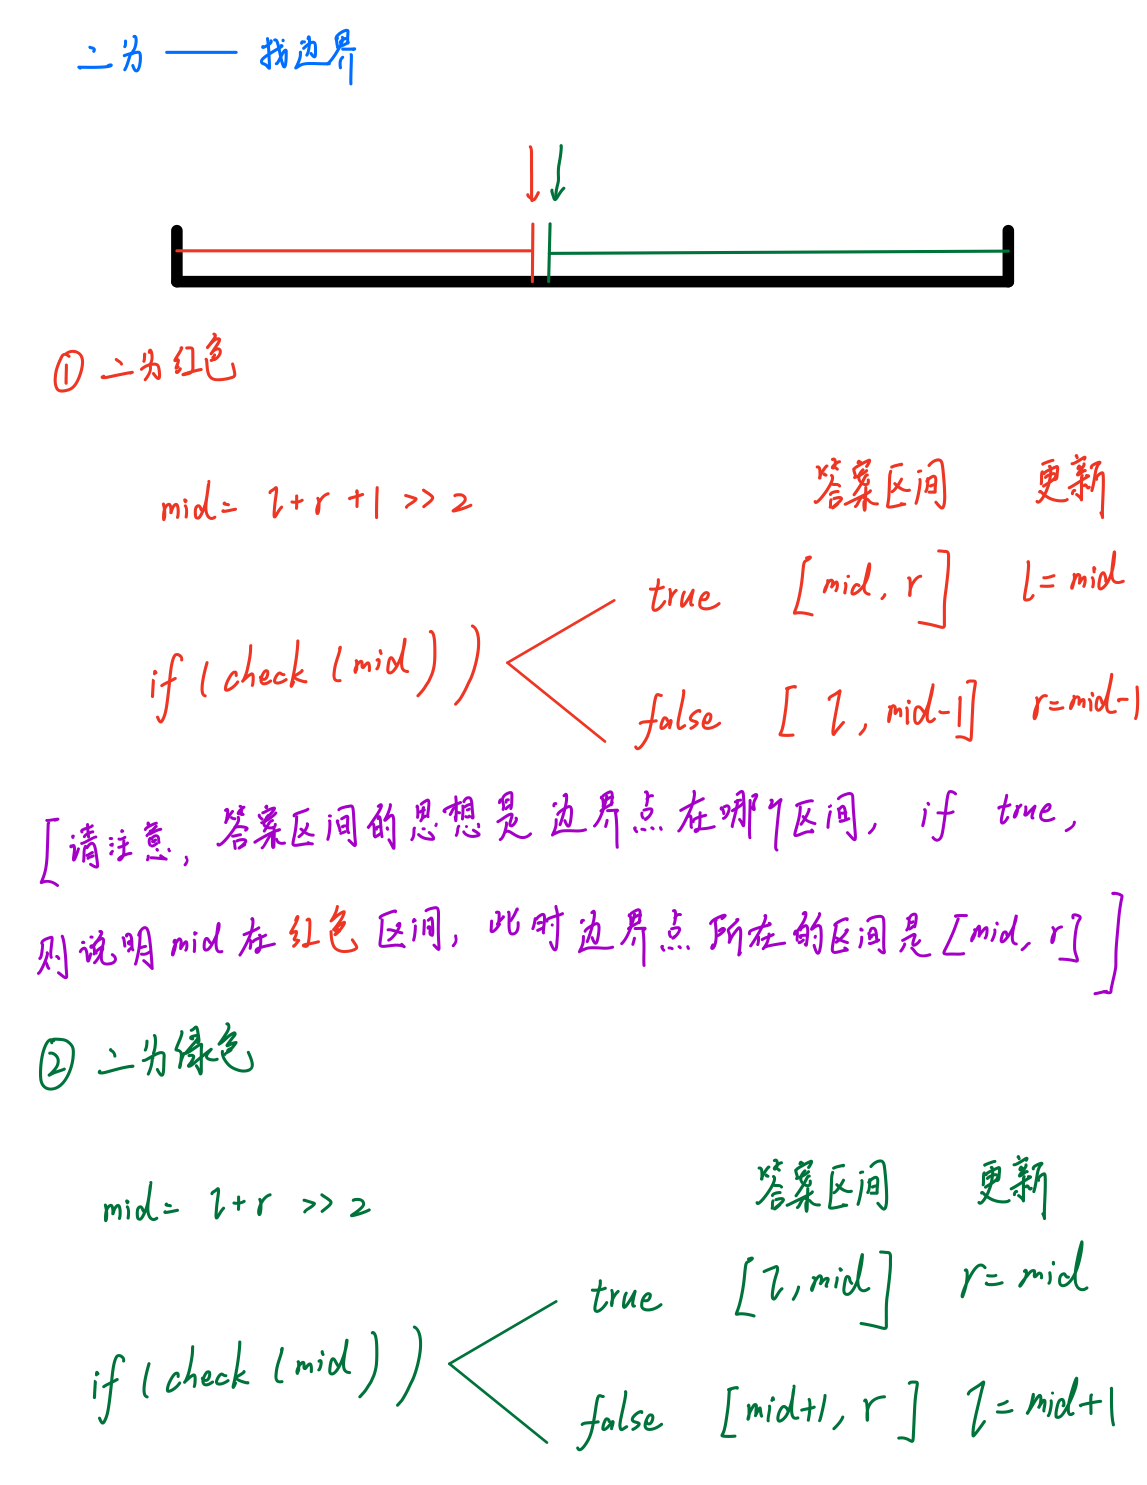 二分 —— 找边界
① 二分红色
答案区间 更新
mid = l+r+1 >> 2
true [mid, r] l = mid
if (check (mid))
false [l, mid-1] r=mid-1
[请注意, 答案区间的思想是边界点在哪个区间, if true,
则说明 mid 在红色区间, 此时边界点所在的区间是 [mid, r] ]
② 二分绿色
答案区间 更新
mid = l+r >> 2
true [l, mid] r = mid
if (check (mid))
false [mid+1, r] l = mid+1